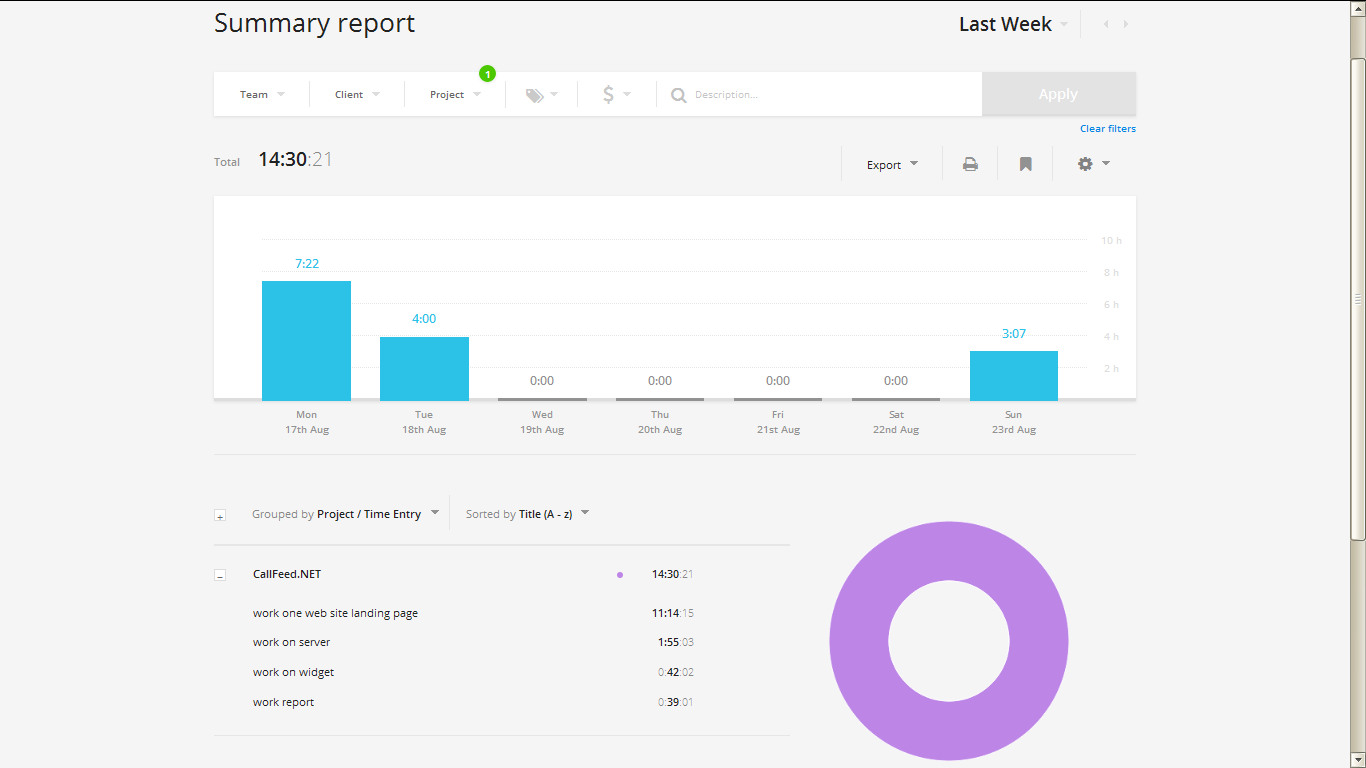 Summary report
Last Week
Team Client Project 1 $ Description... Apply
Clear filters
Total 14:30:21
Export
10 h
8 h
6 h
4 h
2 h
7:22 4:00 0:00 0:00 0:00 0:00 3:07
Mon Tue Wed Thu Fri Sat Sun
17th Aug 18th Aug 19th Aug 20th Aug 21st Aug 22nd Aug 23rd Aug
Grouped by Project / Time Entry Sorted by Title (A - z)
CallFeed.NET 14:30:21
work one web site landing page 11:14:15
work on server 1:55:03
work on widget 0:42:02
work report 0:39:01